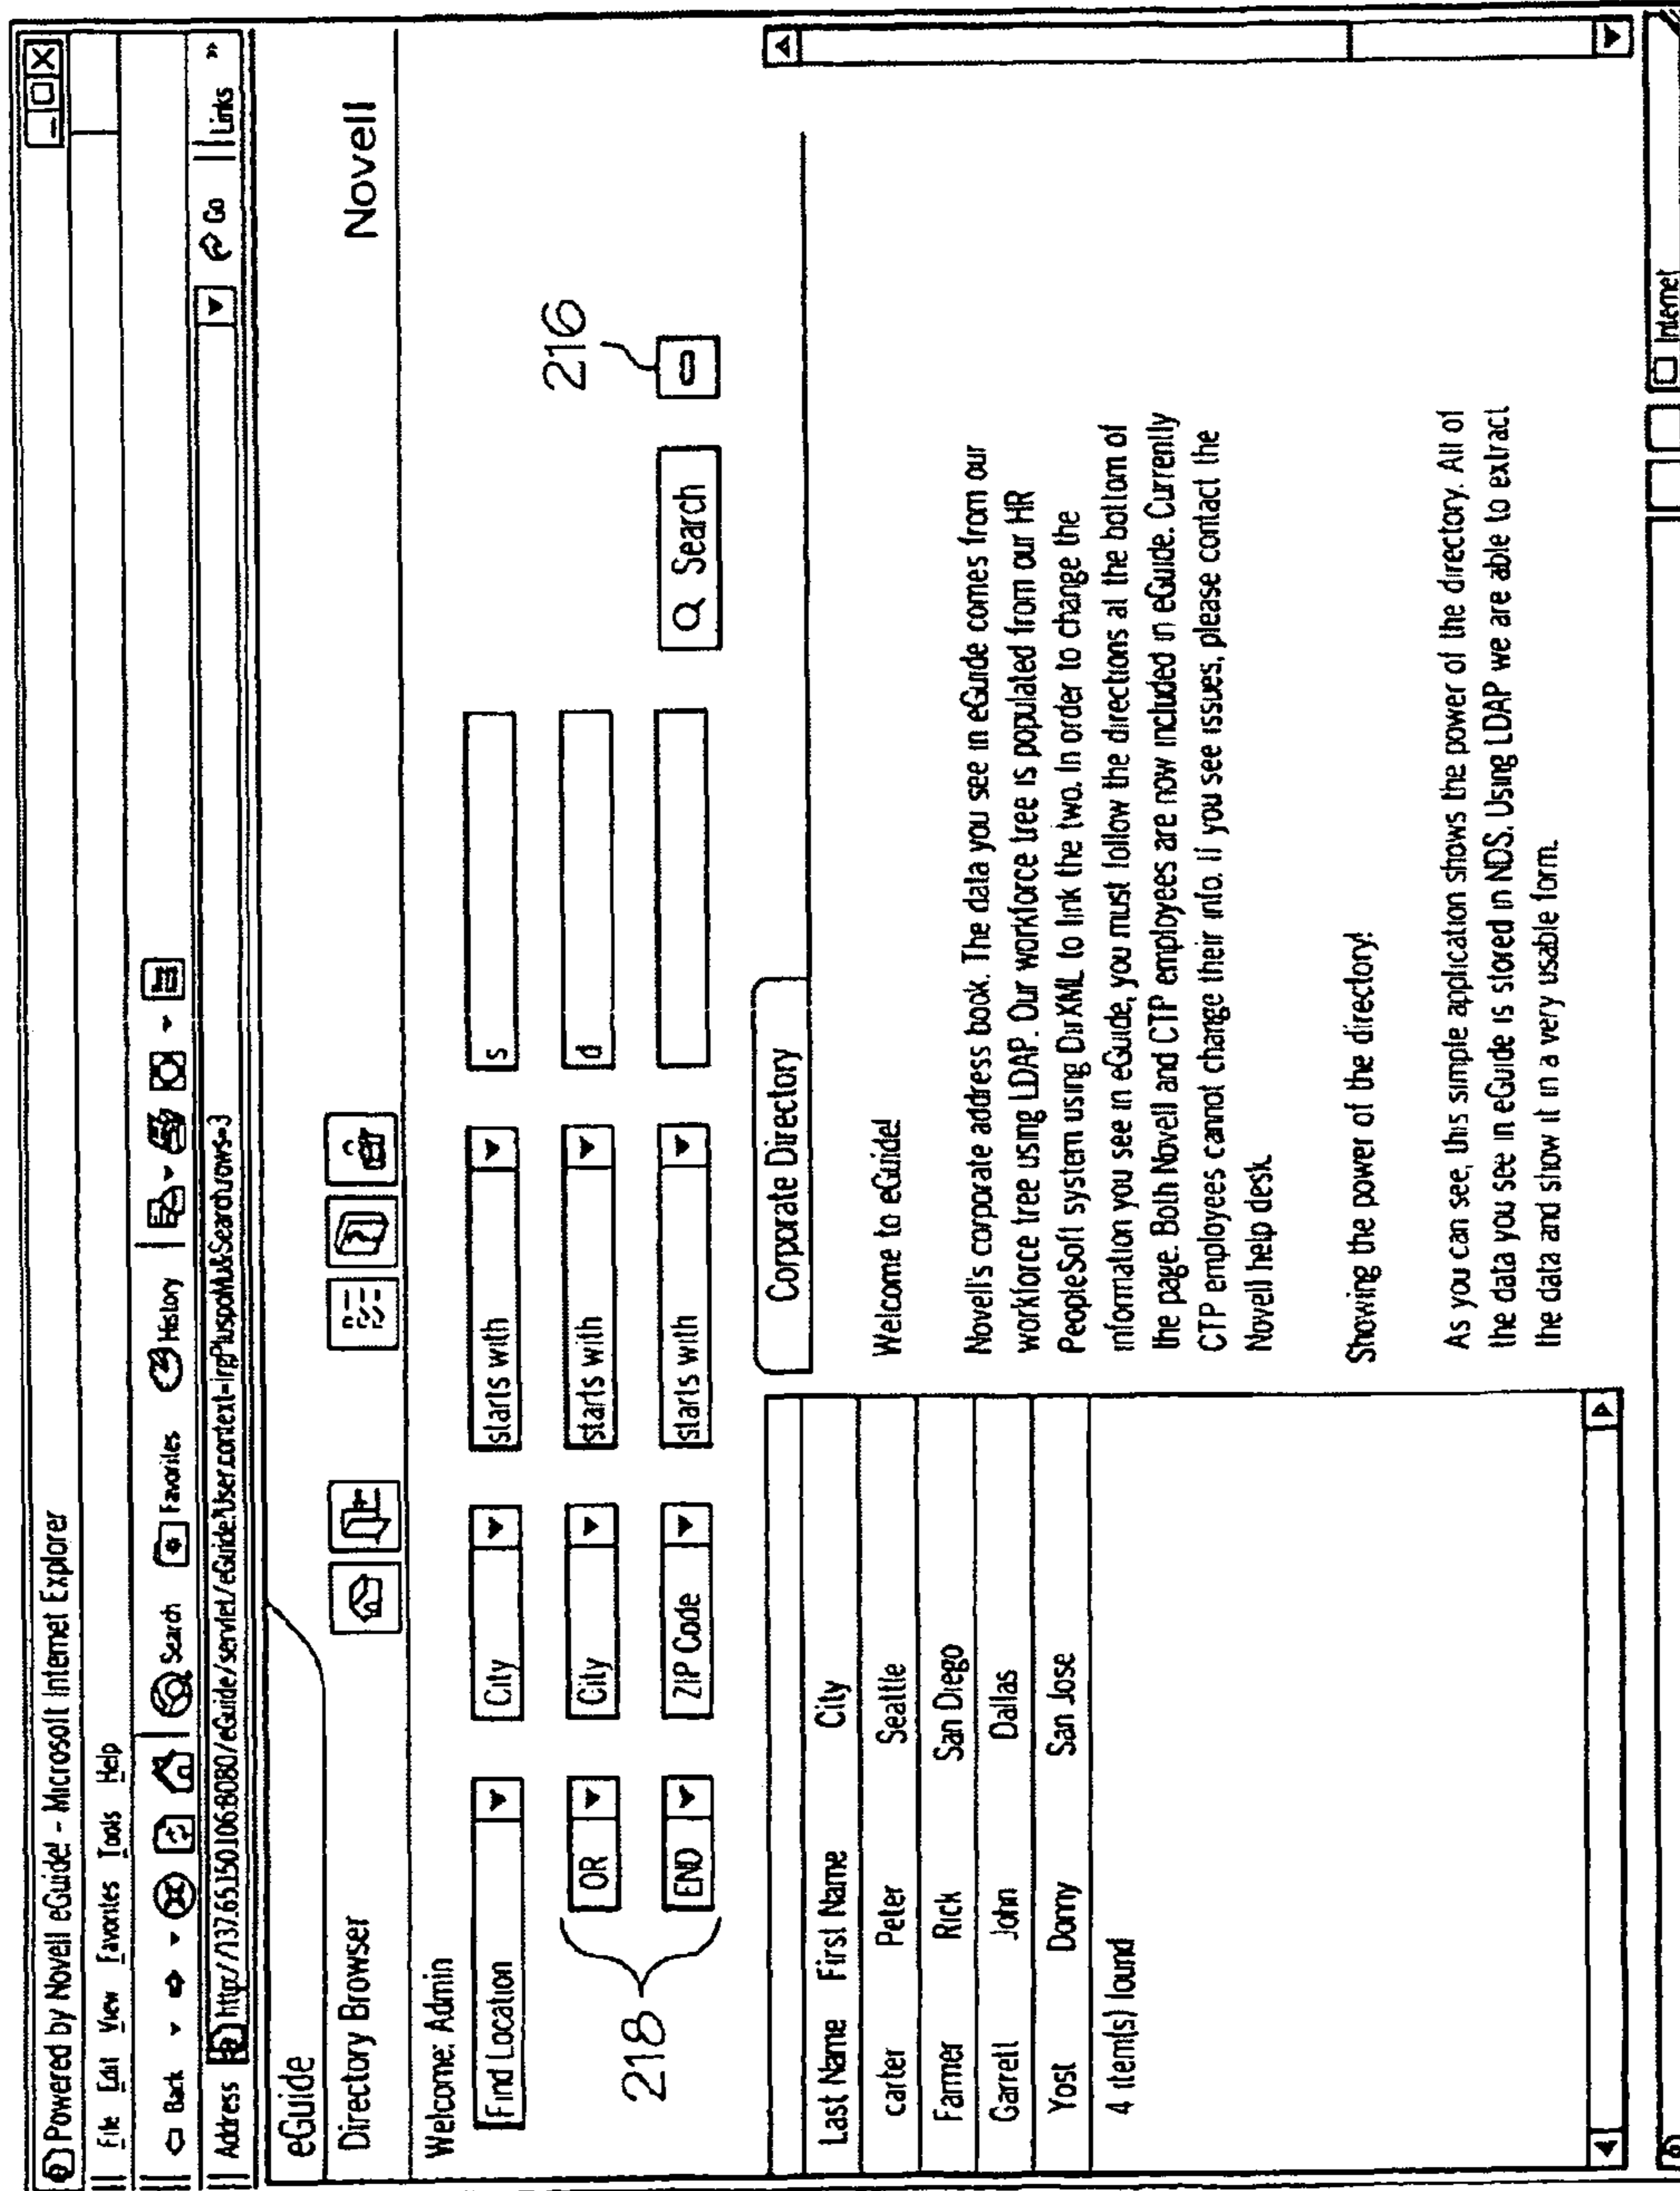 Powered by Novell eGuide! - Microsoft Internet Explorer
File Edit View Favorites Tools Help
Back Search Favorites History
Address http://137.65.150.106:8080/eGuide/servlet/eGuide?User.context=irgPluspoMu&Search.rows=3 Go Links »
eGuide
Directory Browser Novell
Welcome: Admin
Find Location City starts with s
OR City starts with d
END ZIP Code starts with Search
216
218
Last Name First Name City
carter Peter Seattle
Farmer Rick San Diego
Garrett John Dallas
Yost Danny San Jose
4 item(s) found
Corporate Directory
Welcome to eGuide!
Novell's corporate address book. The data you see in eGuide comes from our
workforce tree using LDAP. Our workforce tree is populated from our HR
PeopleSoft system using DirXML to link the two. In order to change the
information you see in eGuide, you must follow the directions at the bottom of
the page. Both Novell and CTP employees are now included in eGuide. Currently
CTP employees cannot change their info. If you see issues, please contact the
Novell help desk.
Showing the power of the directory!
As you can see, this simple application shows the power of the directory. All of
the data you see in eGuide is stored in NDS. Using LDAP we are able to extract
the data and show it in a very usable form.
Internet